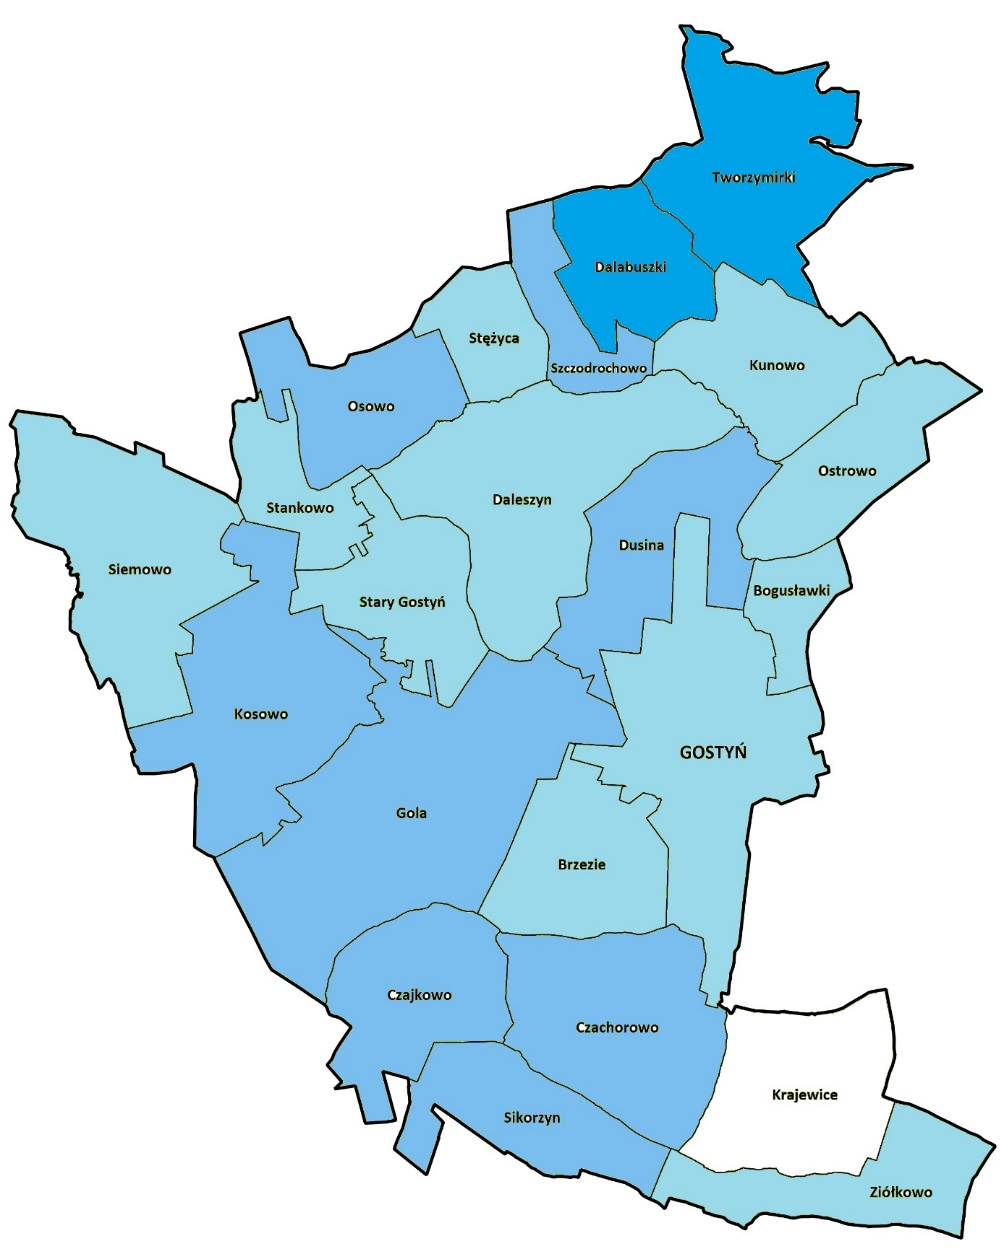 Tworzymirki
Dalabuszki
Stężyca
Szczodrochowo
Kunowo
Osowo
Ostrowo
Daleszyn
Stankowo
Dusina
Siemowo
Bogusławki
Stary Gostyń
Kosowo
GOSTYŃ
Gola
Brzezie
Czajkowo
Czachorowo
Krajewice
Sikorzyn
Ziółkowo